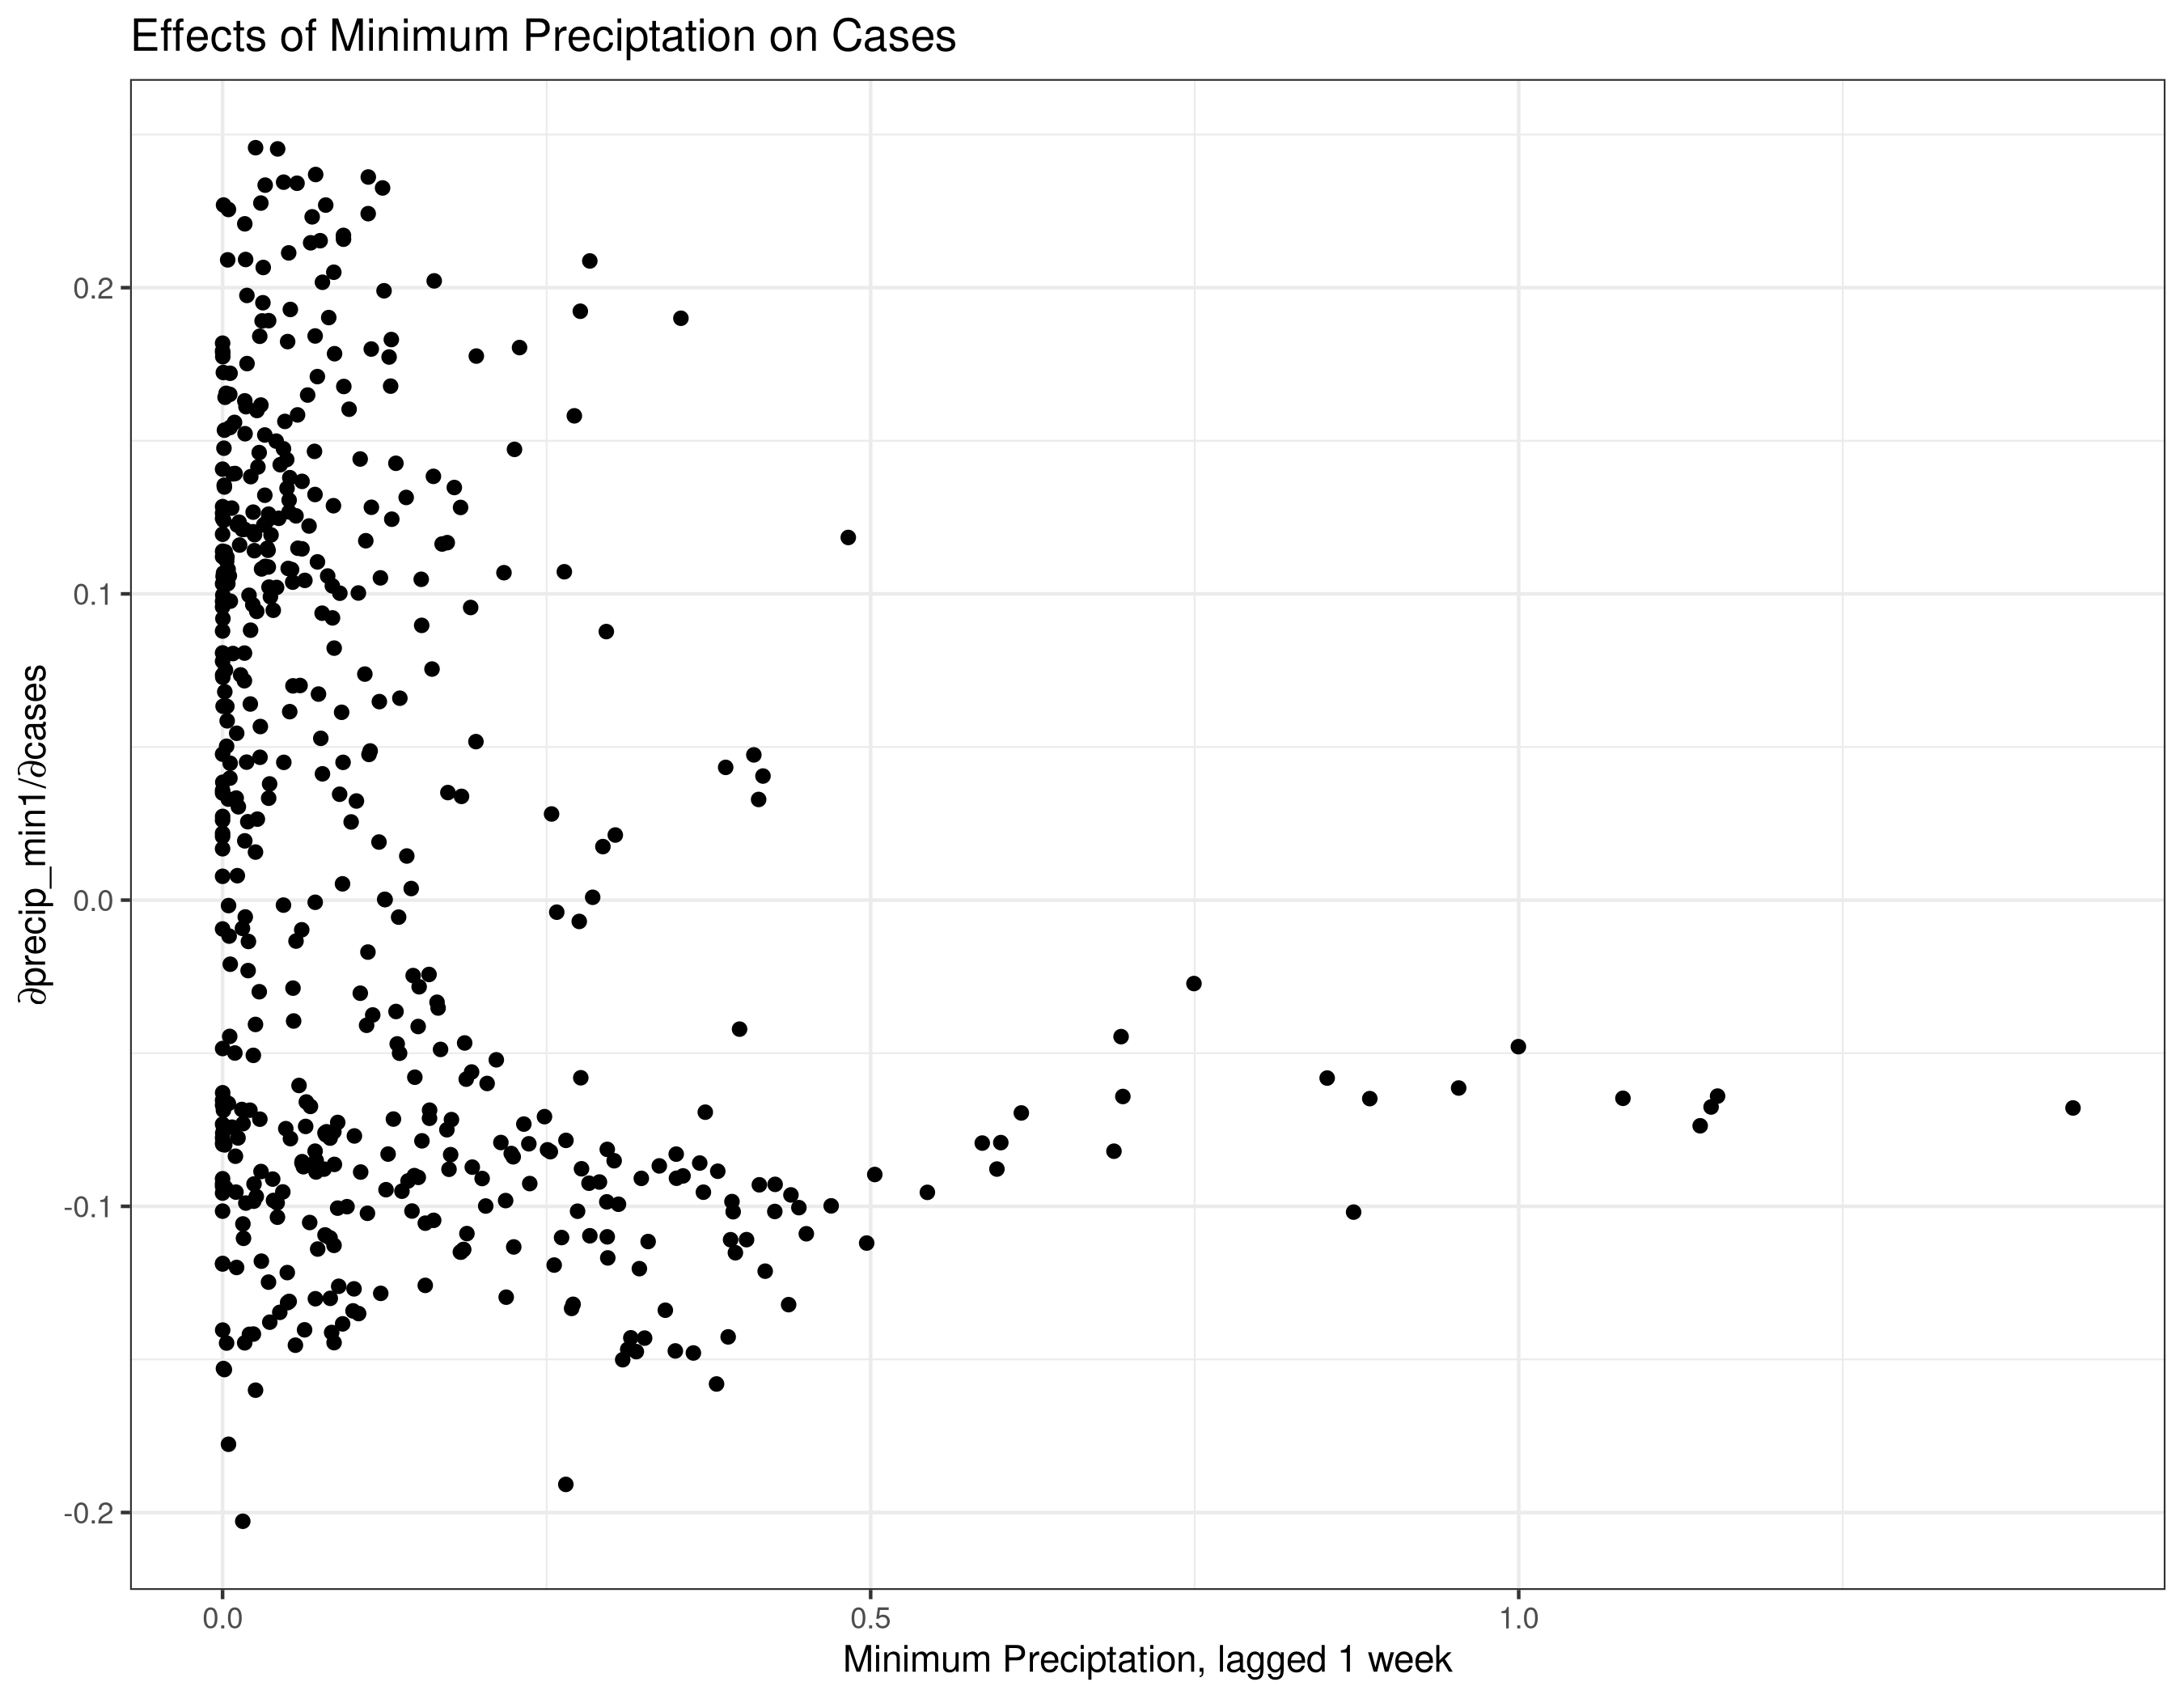 Effects of Minimum Preciptation on Cases
∂precip_min1/∂cases
0.2
0.1
0.0
-0.1
-0.2
0.0
0.5
1.0
Minimum Preciptation, lagged 1 week